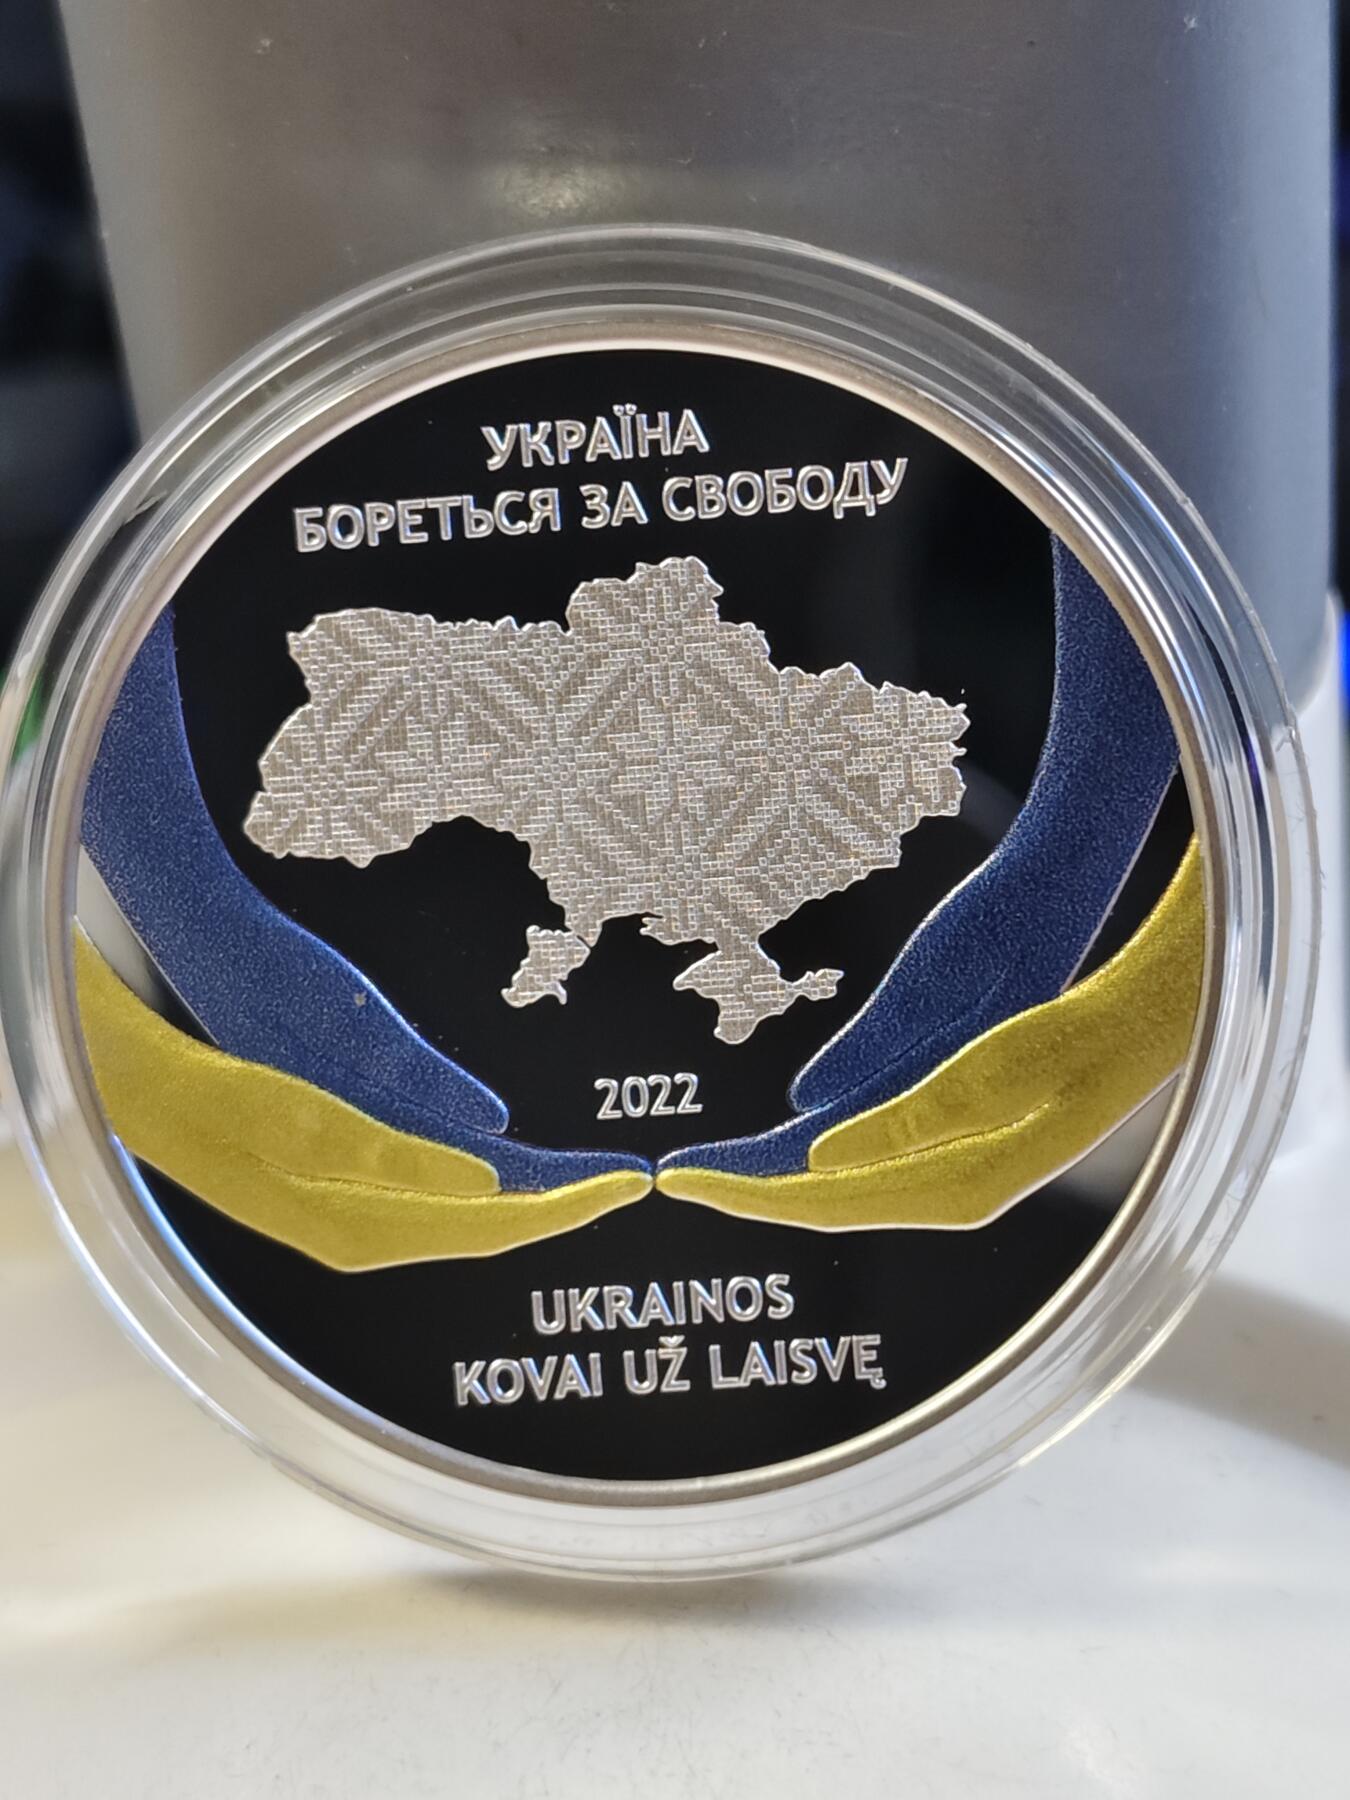 УКРАЇНА
БОРЕТЬСЯ ЗА СВОБОДУ
2022
UKRAINOS
KOVAI UŽ LAISVĘ